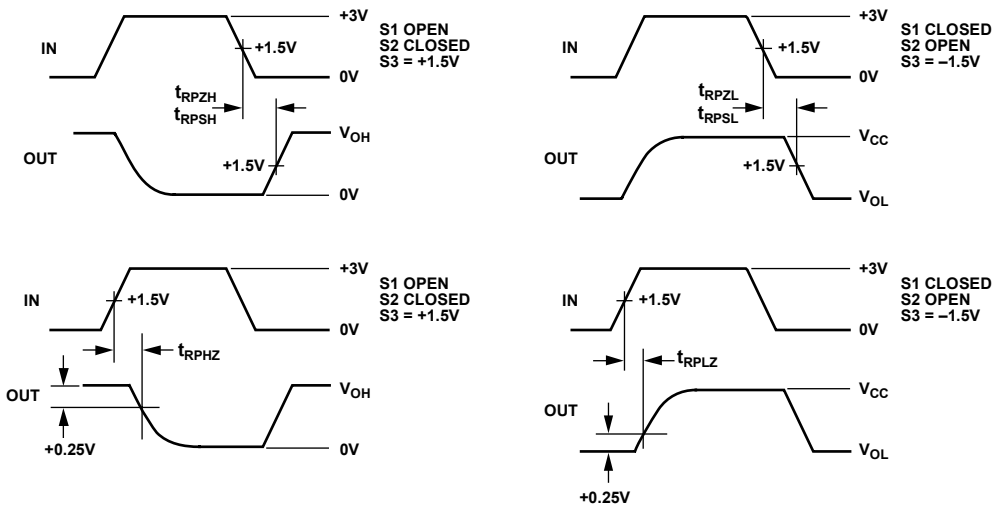 +3V
S1 OPEN
S2 CLOSED
S3 = +1.5V
IN
+1.5V
0V
tRPZH
tRPSH
VOH
OUT
+1.5V
0V
+3V
S1 CLOSED
S2 OPEN
S3 = –1.5V
IN
+1.5V
0V
tRPZL
tRPSL
VCC
OUT
+1.5V
VOL
+3V
S1 OPEN
S2 CLOSED
S3 = +1.5V
IN
+1.5V
0V
tRPHZ
VOH
OUT
+0.25V
0V
+3V
S1 CLOSED
S2 OPEN
S3 = –1.5V
IN
+1.5V
0V
tRPLZ
VCC
OUT
VOL
+0.25V